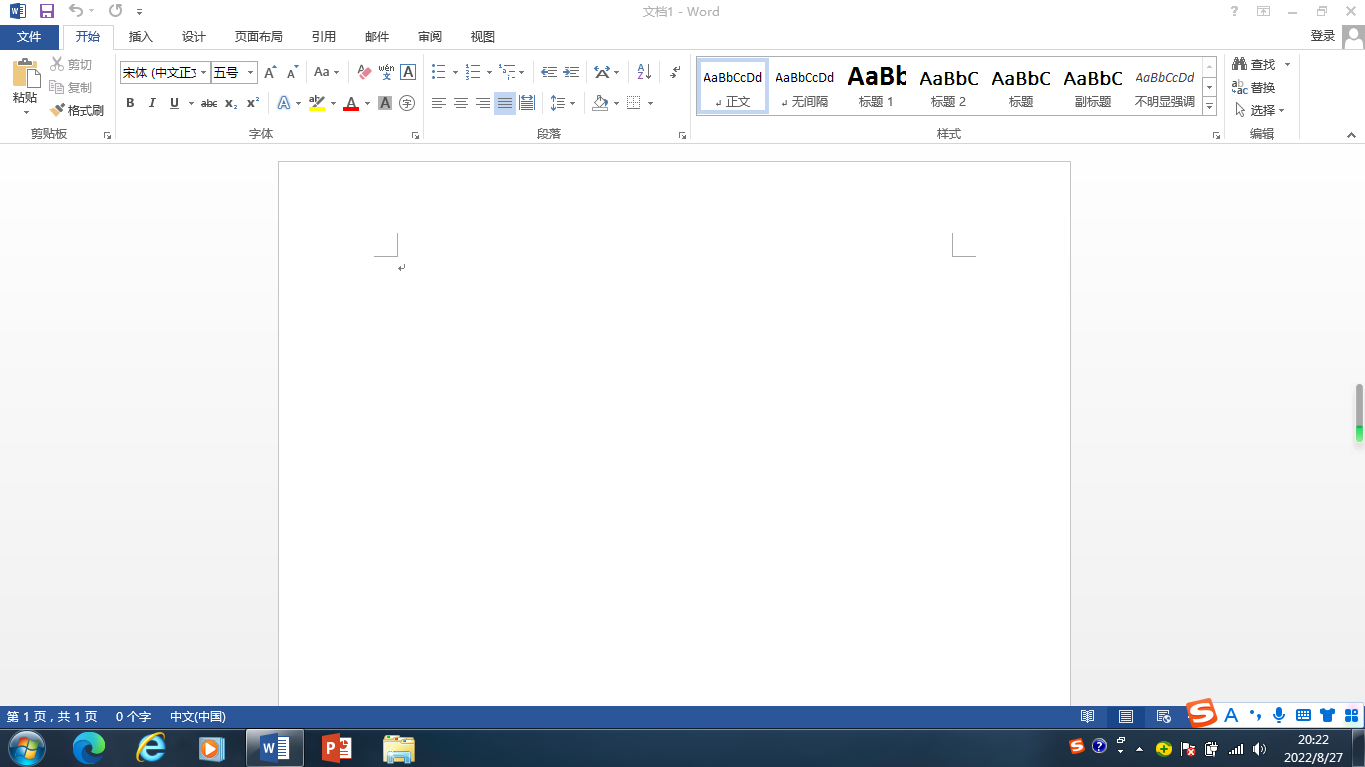 文档1 - Word
文件 开始 插入 设计 页面布局 引用 邮件 审阅 视图 登录
粘贴 剪切 复制 格式刷 剪贴板
宋体 (中文正文 五号 Aa wén 文 A
B I U abc x₂ x² A ab A A 字
字体
段落
AaBbCcDd AaBbCcDd AaBb AaBbC AaBbC AaBbC AaBbCcDd
正文 无间隔 标题 1 标题 2 标题 副标题 不明显强调
样式
查找 替换 选择 编辑
第 1 页,共 1 页 0 个字 中文(中国)
20:22
2022/8/27